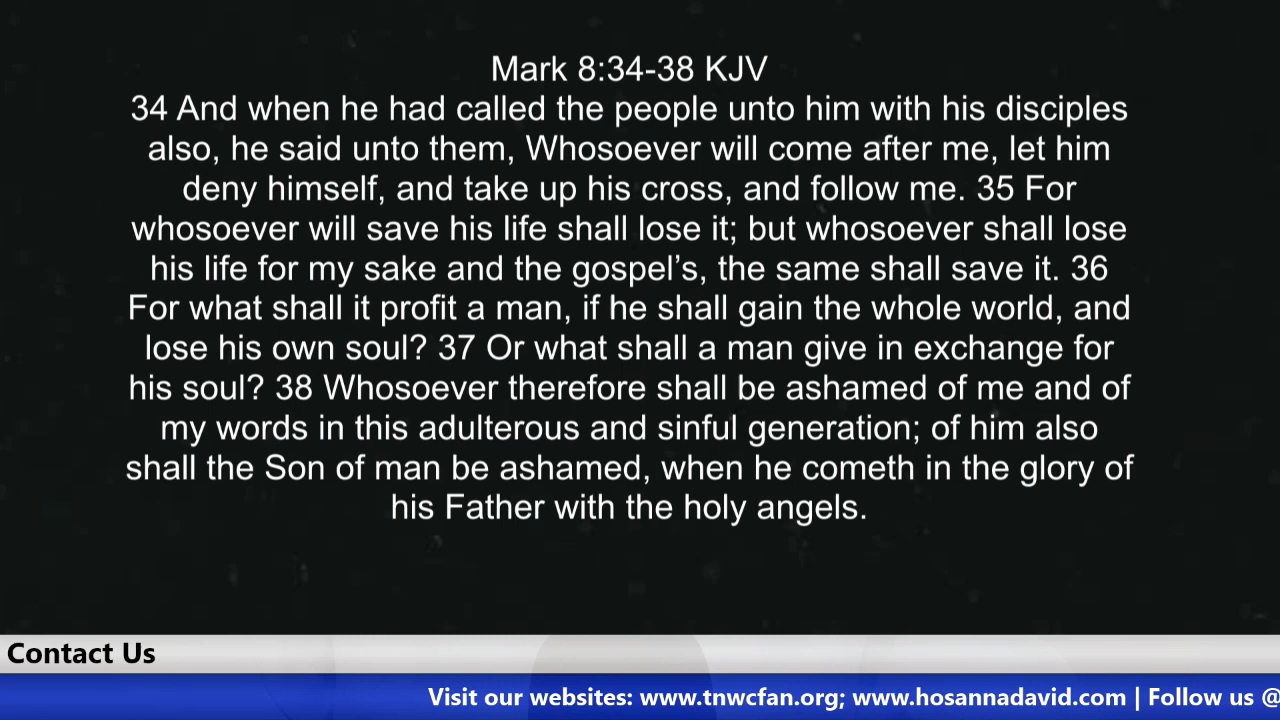 Mark 8:34-38 KJV
34 And when he had called the people unto him with his disciples
also, he said unto them, Whosoever will come after me, let him
deny himself, and take up his cross, and follow me. 35 For
whosoever will save his life shall lose it; but whosoever shall lose
his life for my sake and the gospel’s, the same shall save it. 36
For what shall it profit a man, if he shall gain the whole world, and
lose his own soul? 37 Or what shall a man give in exchange for
his soul? 38 Whosoever therefore shall be ashamed of me and of
my words in this adulterous and sinful generation; of him also
shall the Son of man be ashamed, when he cometh in the glory of
his Father with the holy angels.
Contact Us
Visit our websites: www.tnwcfan.org; www.hosannadavid.com | Follow us @